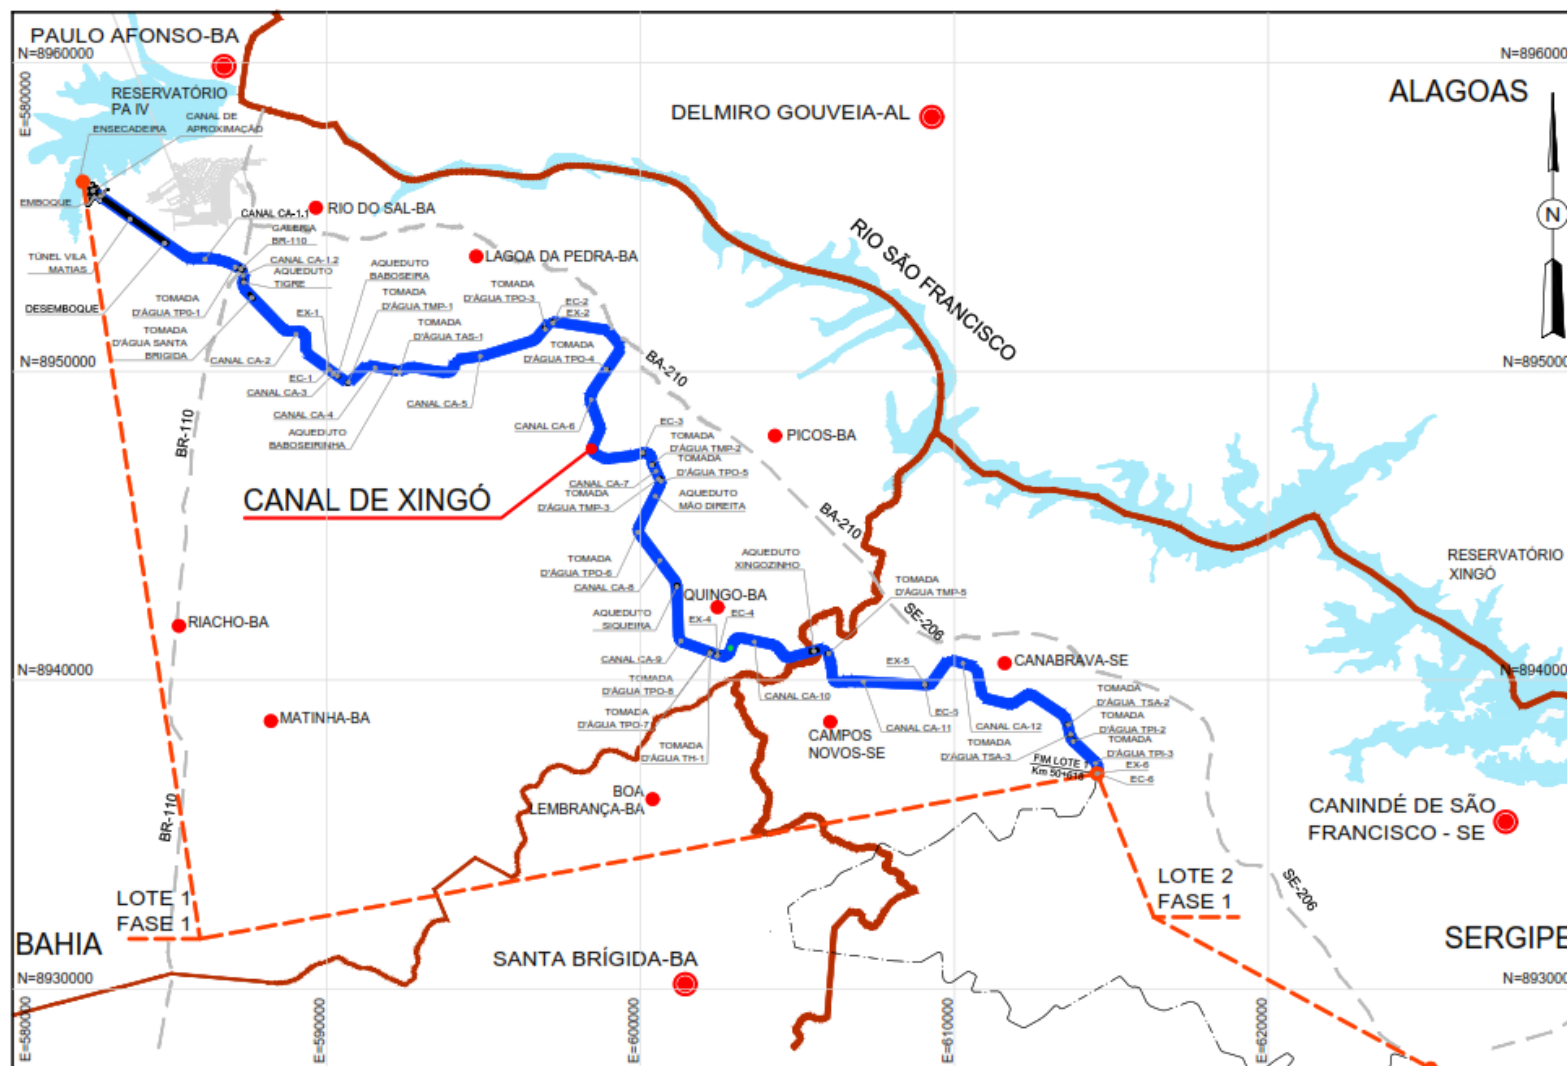 PAULO AFONSO-BA
N=8960000
N=896000
E=580000
RESERVATÓRIO
PA IV
CANAL DE
APROXIMAÇÃO
ENSECADEIRA
DELMIRO GOUVEIA-AL
ALAGOAS
N
EMBOQUE
RIO DO SAL-BA
CANAL CA-1.1
GALERIA
BR-110
CANAL CA-1.2
AQUEDUTO
TIGRE
TÚNEL VILA
MATIAS
DESEMBOQUE
TOMADA
D'ÁGUA TP0-1
TOMADA
D'ÁGUA SANTA
BRIGIDA
LAGOA DA PEDRA-BA
RIO SÃO FRANCISCO
AQUEDUTO
BABOSEIRA
TOMADA
D'ÁGUA TMP-1
TOMADA
D'ÁGUA TAS-1
TOMADA
D'ÁGUA TPO-3
EC-2
EX-2
EX-1
CANAL CA-2
EC-1
CANAL CA-3
CANAL CA-4
AQUEDUTO
BABOSEIRINHA
CANAL CA-5
TOMADA
D'ÁGUA TPO-4
BA-210
N=8950000
N=895000
CANAL CA-6
EC-3
TOMADA
D'ÁGUA TMP-2
TOMADA
D'ÁGUA TPO-5
CANAL CA-7
TOMADA
D'ÁGUA TMP-3
AQUEDUTO
MÃO DIREITA
PICOS-BA
BR-110
CANAL DE XINGÓ
BA-210
TOMADA
D'ÁGUA TPO-6
CANAL CA-8
AQUEDUTO
XINGOZINHO
TOMADA
D'ÁGUA TMP-5
RESERVATÓRIO
XINGÓ
QUINGO-BA
AQUEDUTO
SIQUEIRA
EX-4
EC-4
SE-206
RIACHO-BA
CANAL CA-9
TOMADA
D'ÁGUA TPO-8
TOMADA
D'ÁGUA TPO-7
TOMADA
D'ÁGUA TH-1
CANAL CA-10
EX-5
EC-5
CANAL CA-11
CANAL CA-12
CANABRAVA-SE
N=8940000
N=894000
MATINHA-BA
CAMPOS
NOVOS-SE
TOMADA
D'ÁGUA TSA-2
TOMADA
D'ÁGUA TPI-2
TOMADA
D'ÁGUA TPI-3
TOMADA
D'ÁGUA TSA-3
FIM LOTE 1
Km 50+618
EX-6
EC-6
BOA
LEMBRANÇA-BA
BR-110
CANINDÉ DE SÃO
FRANCISCO - SE
LOTE 1
FASE 1
LOTE 2
FASE 1
SE-206
BAHIA
SERGIPE
SANTA BRÍGIDA-BA
N=8930000
N=893000
E=580000
E=590000
E=600000
E=610000
E=620000